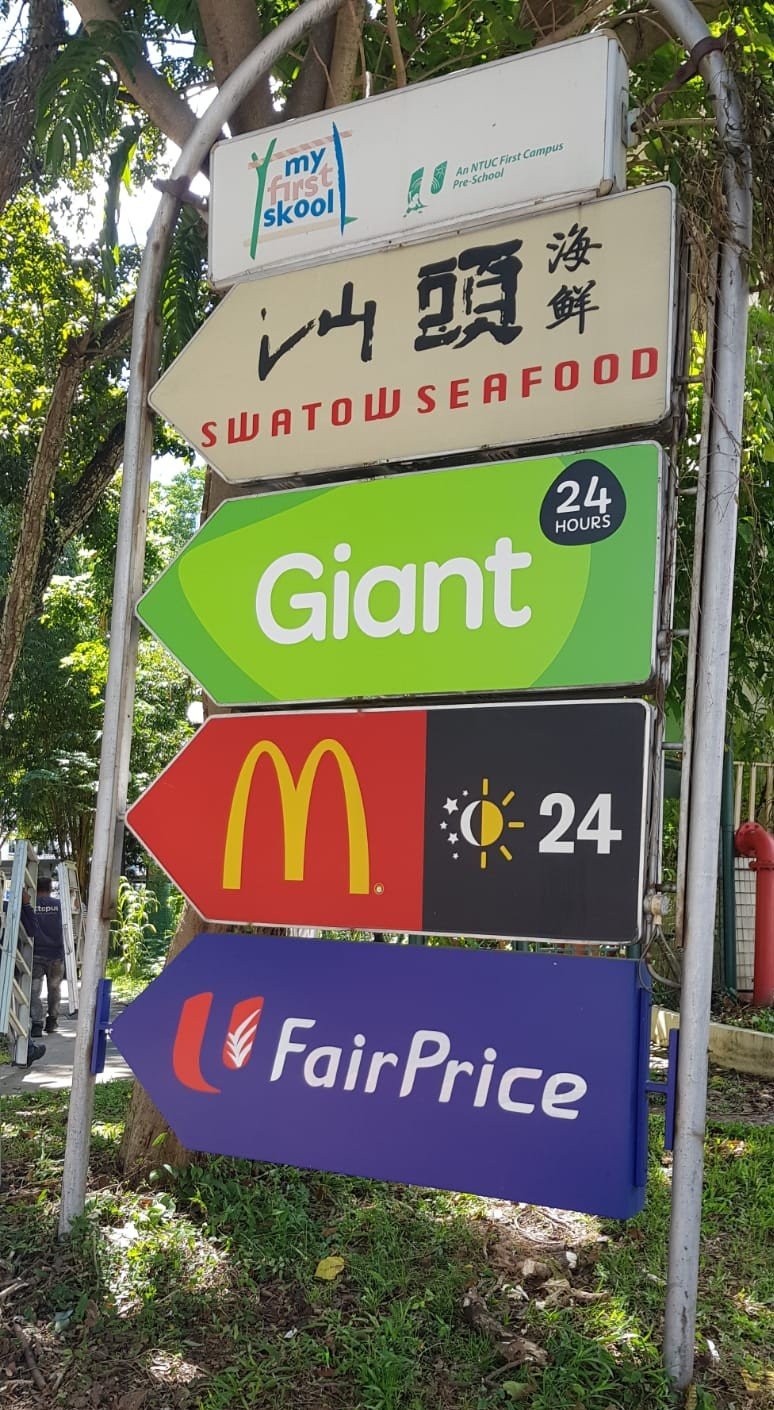 my
first
skool
An NTUC First Campus
Pre-School
汕頭
海鮮
SWATOW SEAFOOD
24
HOURS
Giant
M
24
FairPrice